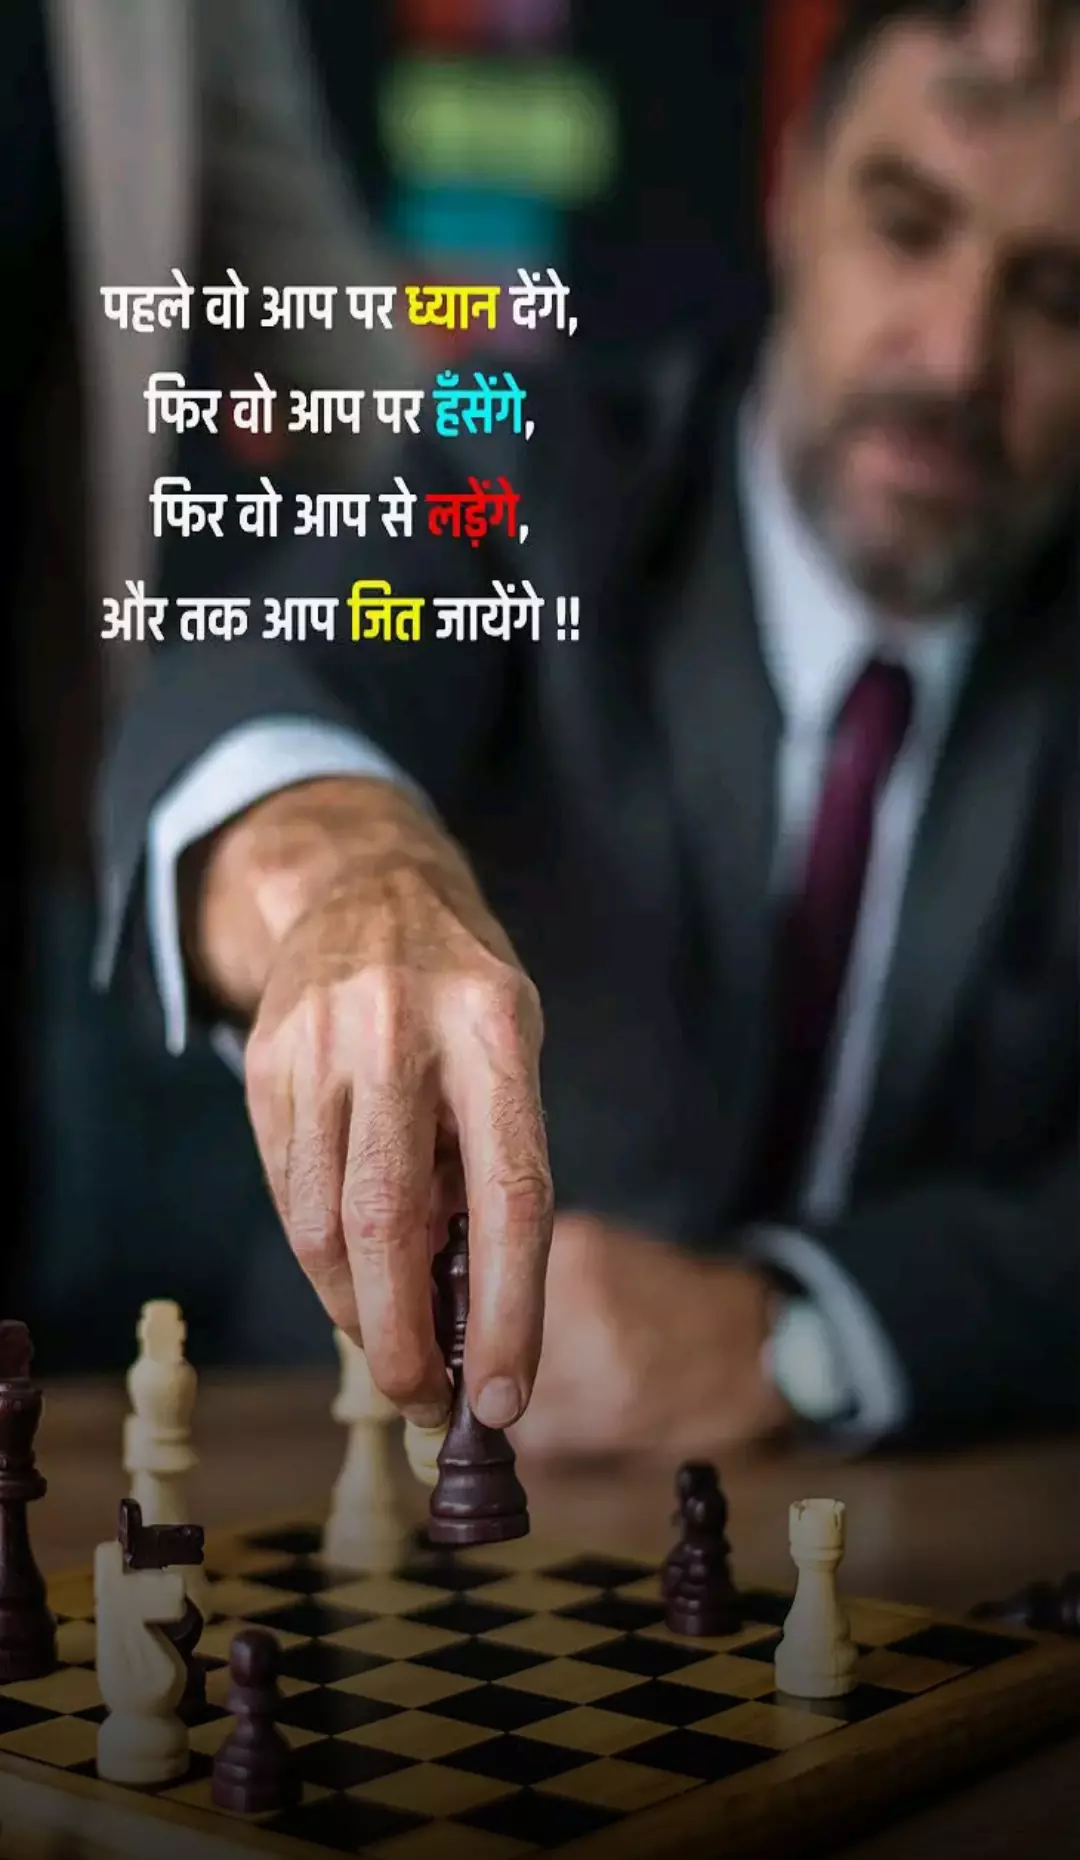 पहले वो आप पर ध्यान देंगे,
फिर वो आप पर हँसेंगे,
फिर वो आप से लड़ेंगे,
और तक आप जित जायेंगे !!